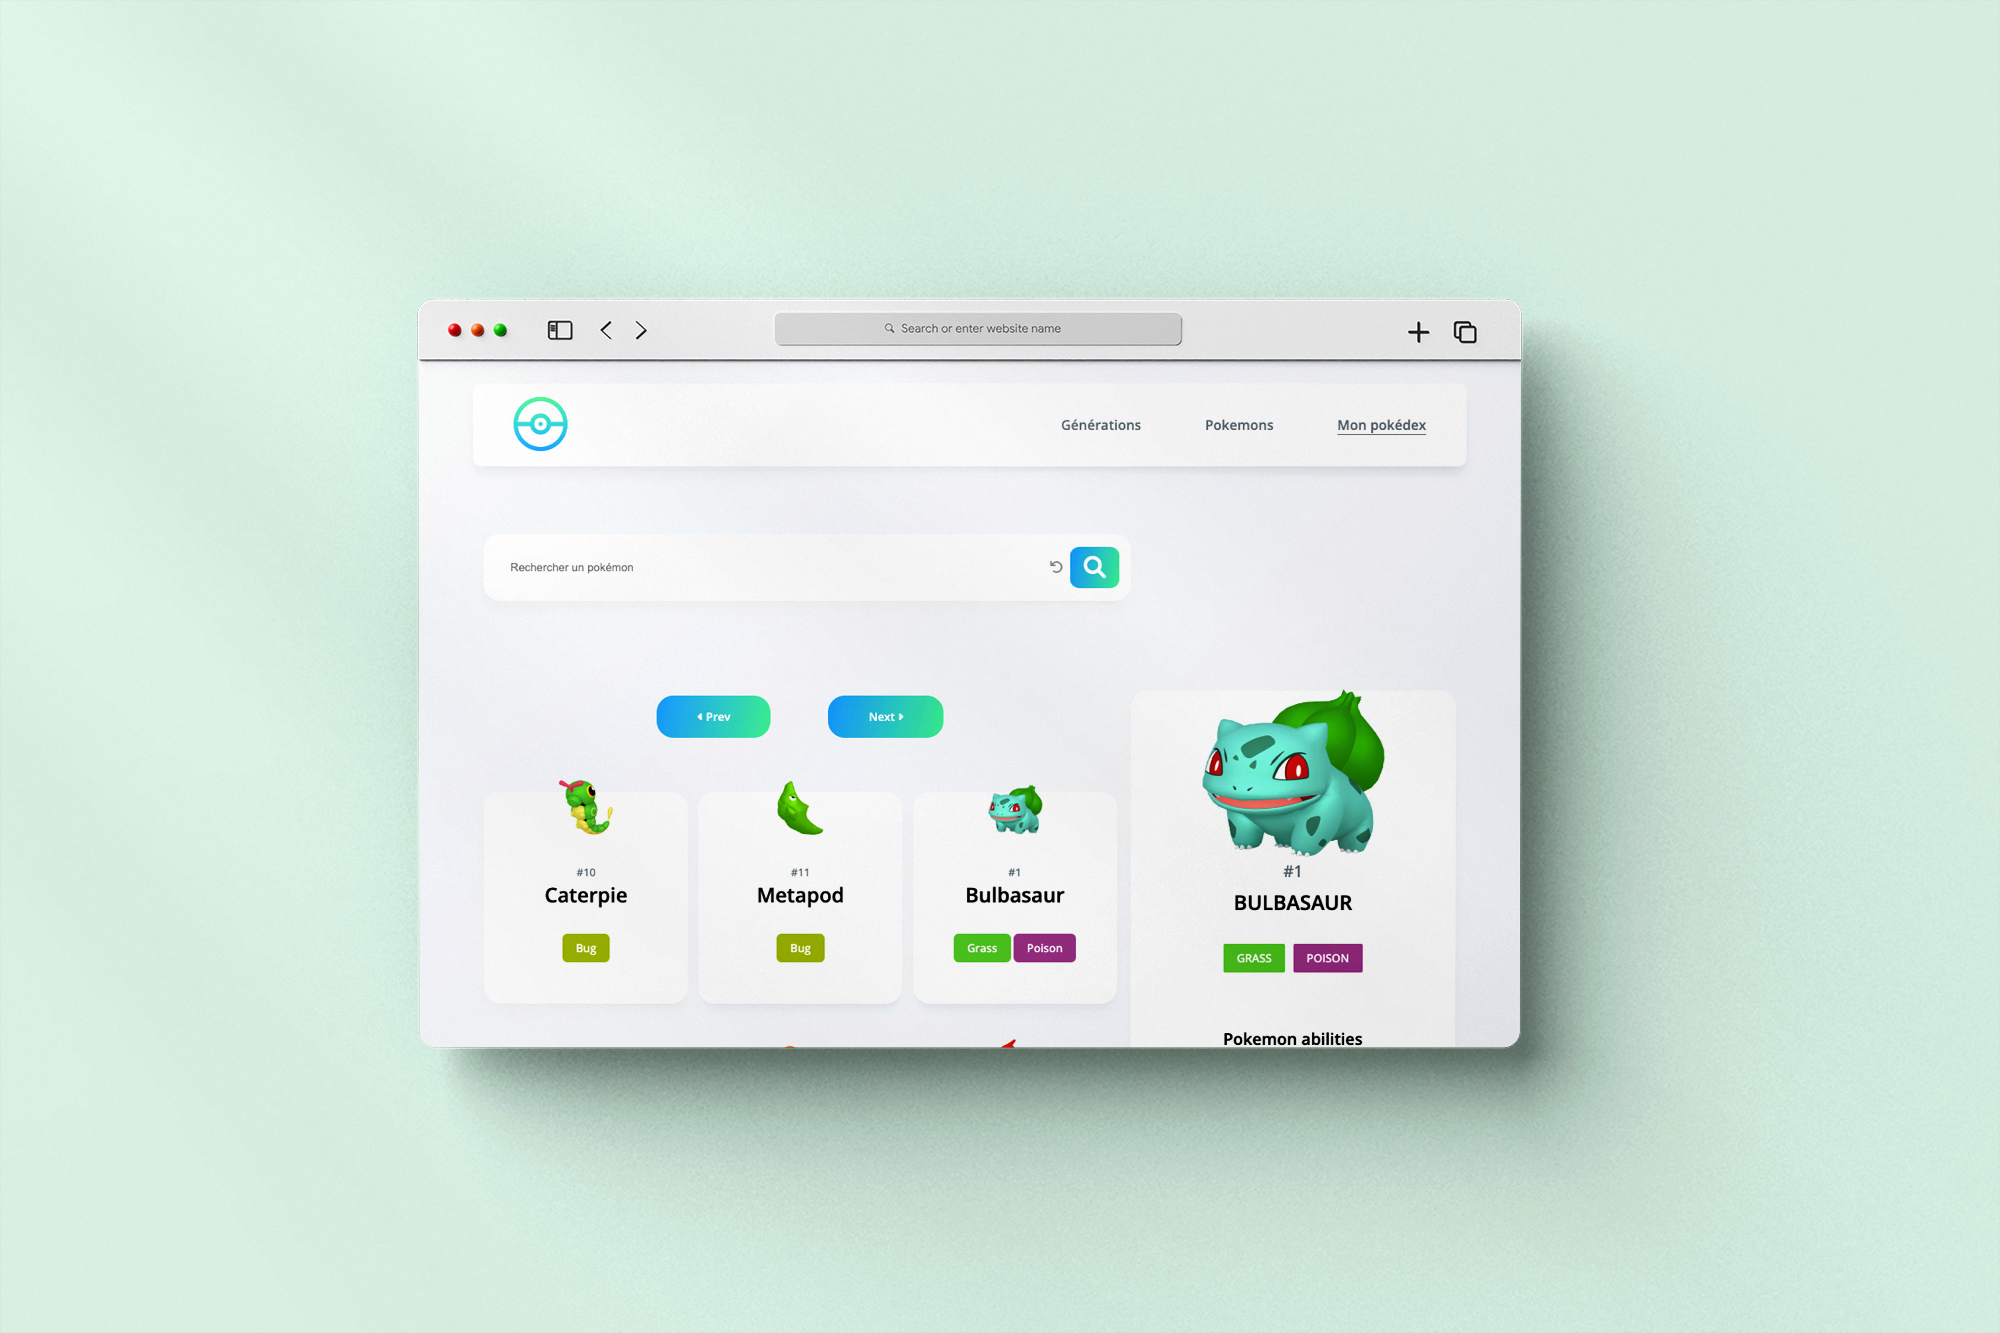 Search or enter website name
Générations
Pokemons
Mon pokédex
Rechercher un pokémon
Prev
Next
#10
Caterpie
Bug
#11
Metapod
Bug
#1
Bulbasaur
Grass Poison
#1
BULBASAUR
GRASS POISON
Pokemon abilities